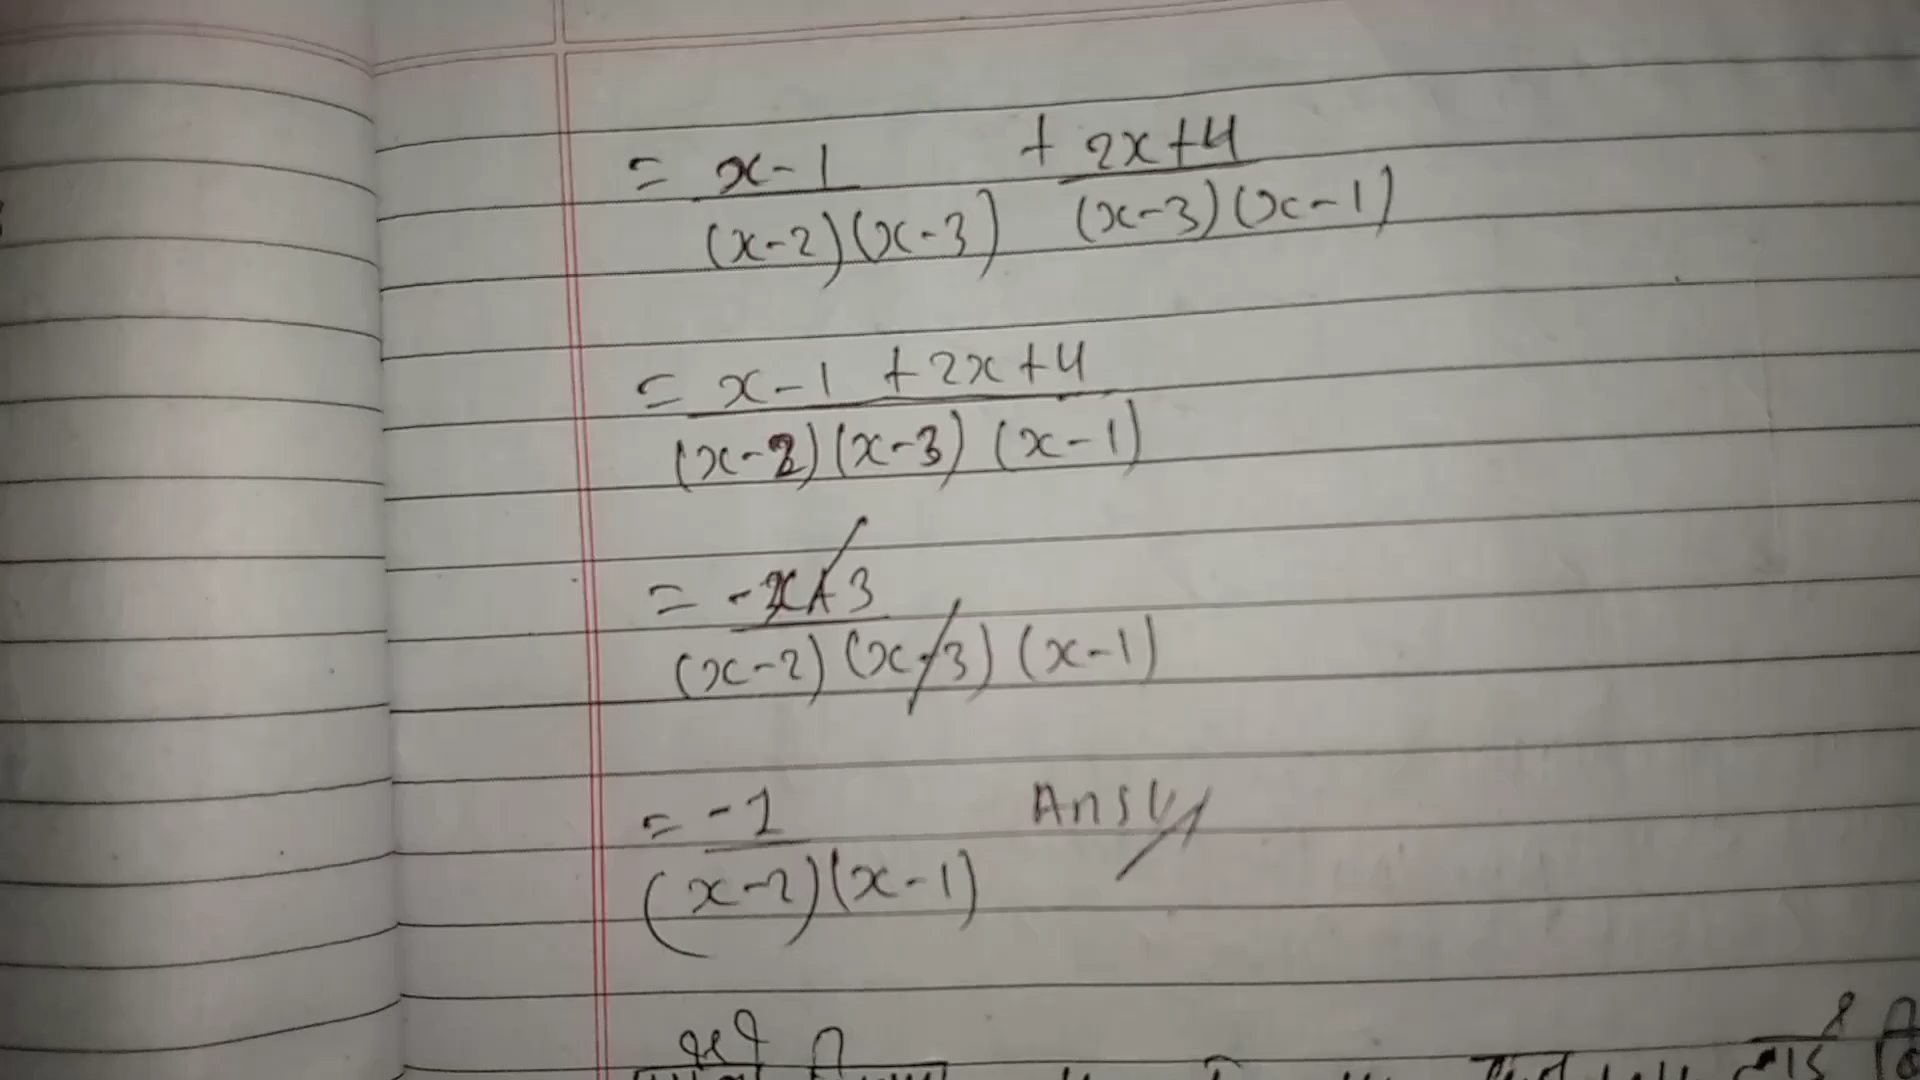 = x-1 + 2x+4
(x-2)(x-3) (x-3)(x-1)
= x-1 +2x+4
(x-2)(x-3) (x-1)
= -x+3
(x-2)(x-3)(x-1)
= -1 Ans
(x-2)(x-1)